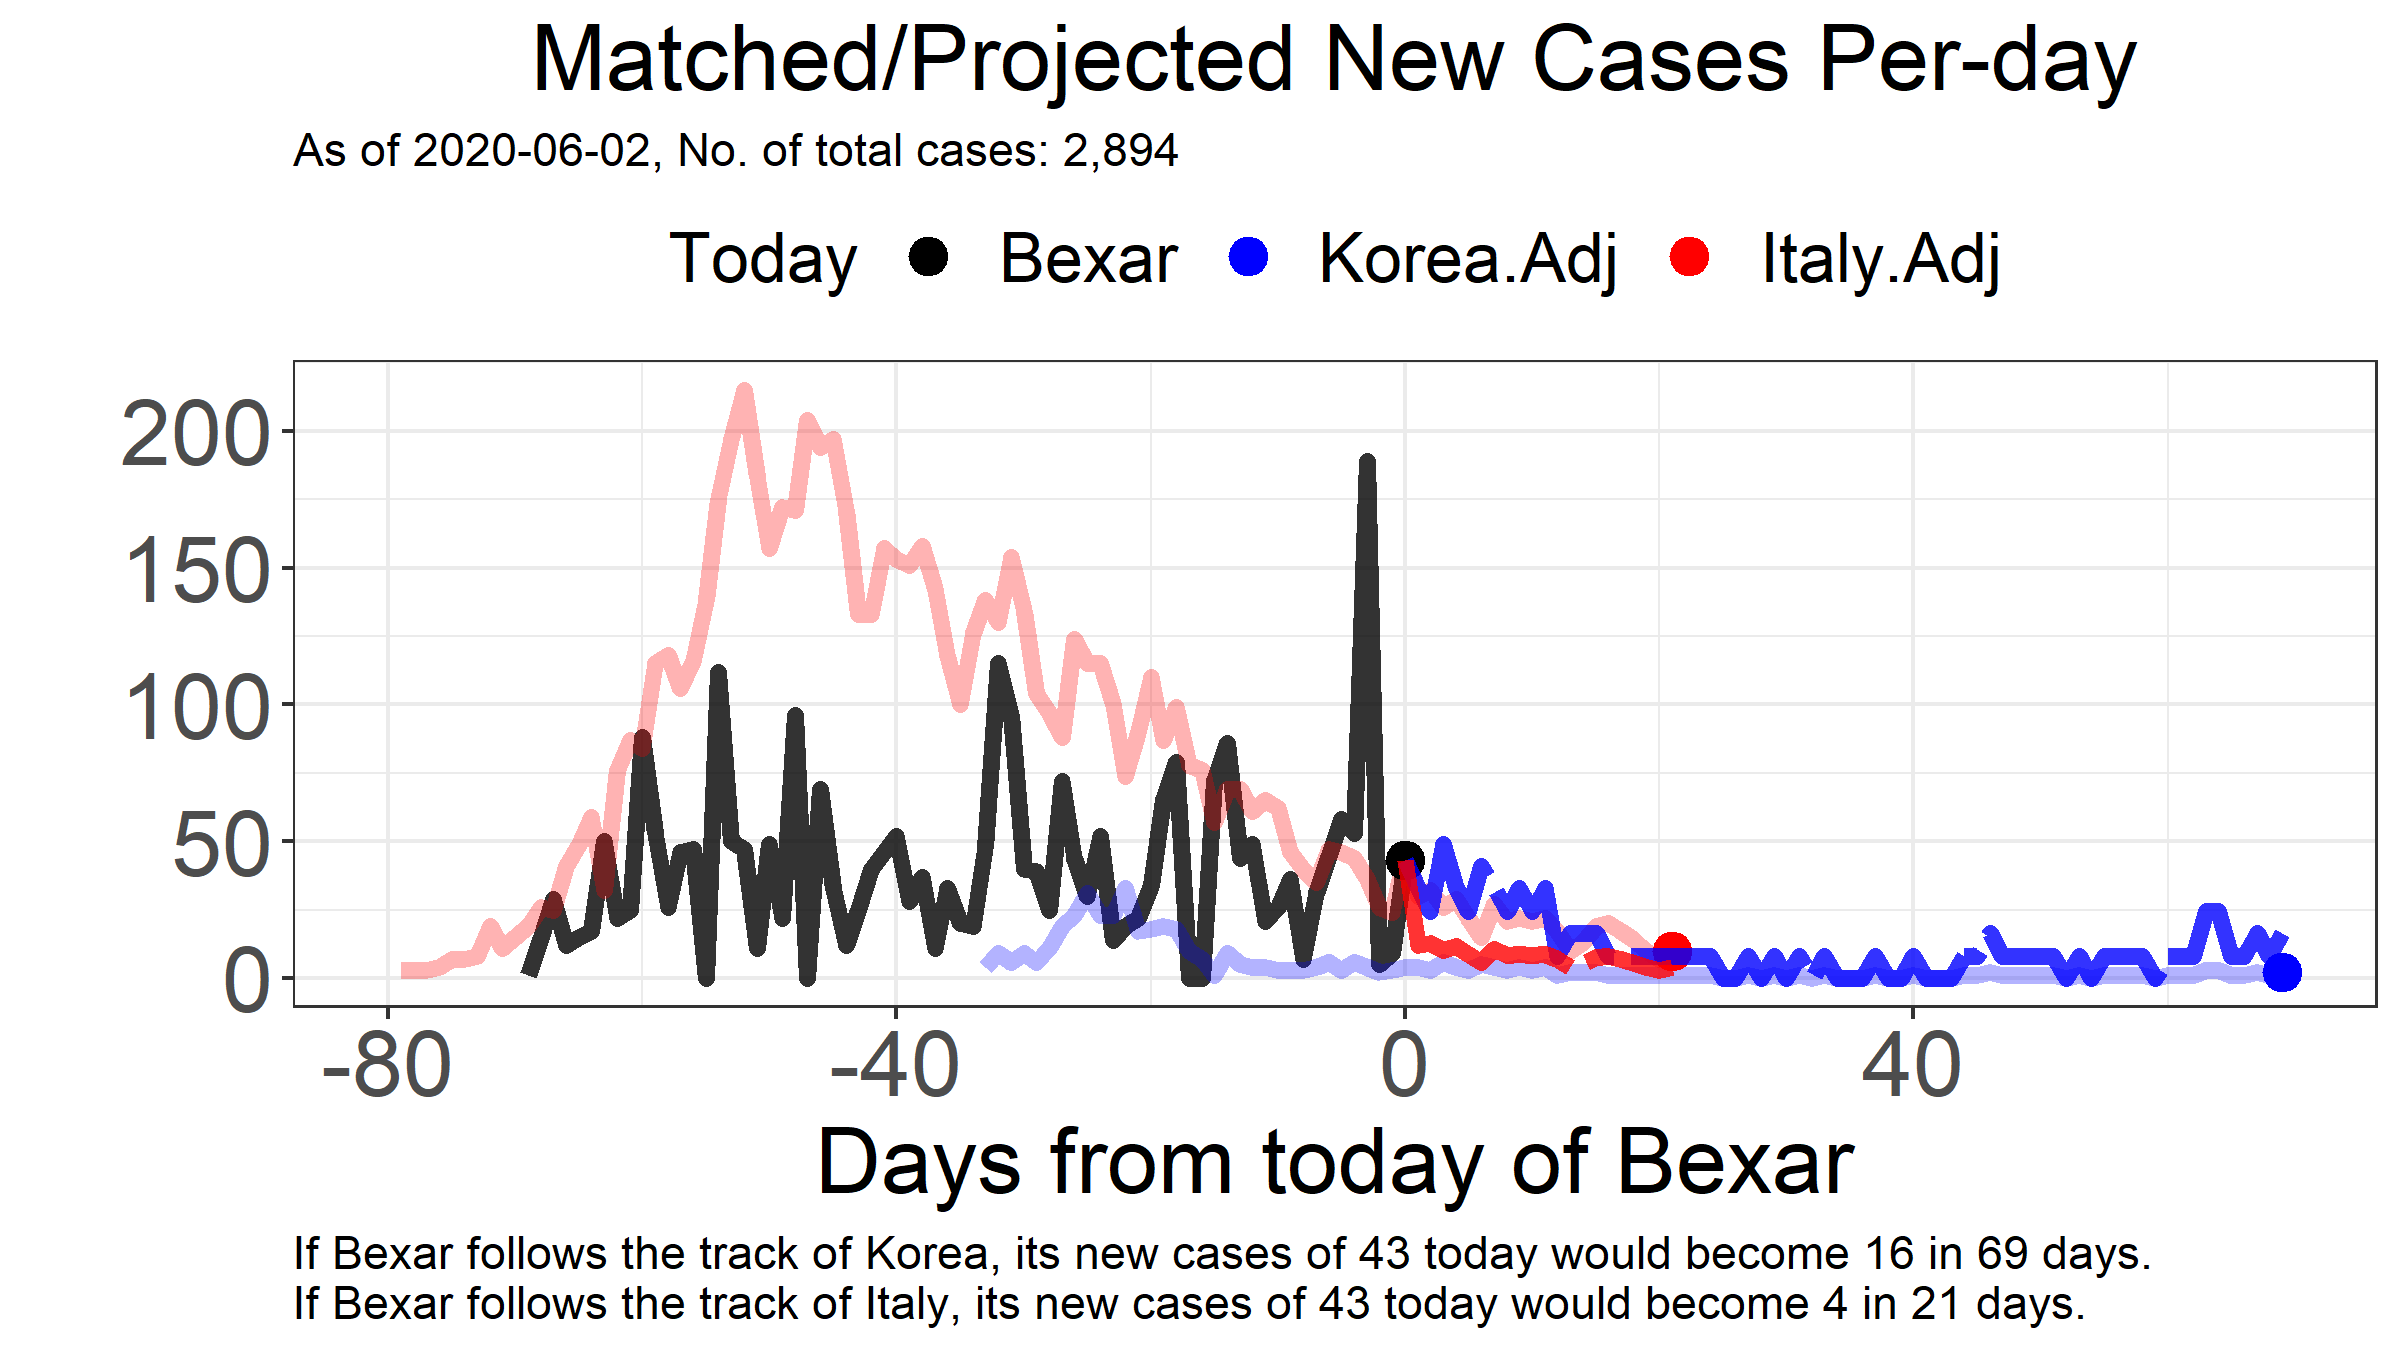 Matched/Projected New Cases Per-day
As of 2020-06-02, No. of total cases: 2,894
Today Bexar Korea.Adj Italy.Adj
200
150
100
50
0
-80 -40 0 40
Days from today of Bexar
If Bexar follows the track of Korea, its new cases of 43 today would become 16 in 69 days.
If Bexar follows the track of Italy, its new cases of 43 today would become 4 in 21 days.